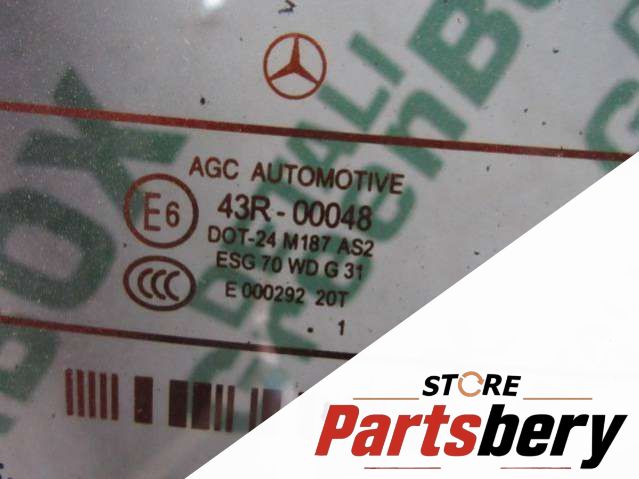 AGC AUTOMOTIVE
E6
43R-00048
DOT-24 M187 AS2
ESG 70 WD G 31
CCC
E 000292 20T
. 1
STORE
Partsbery